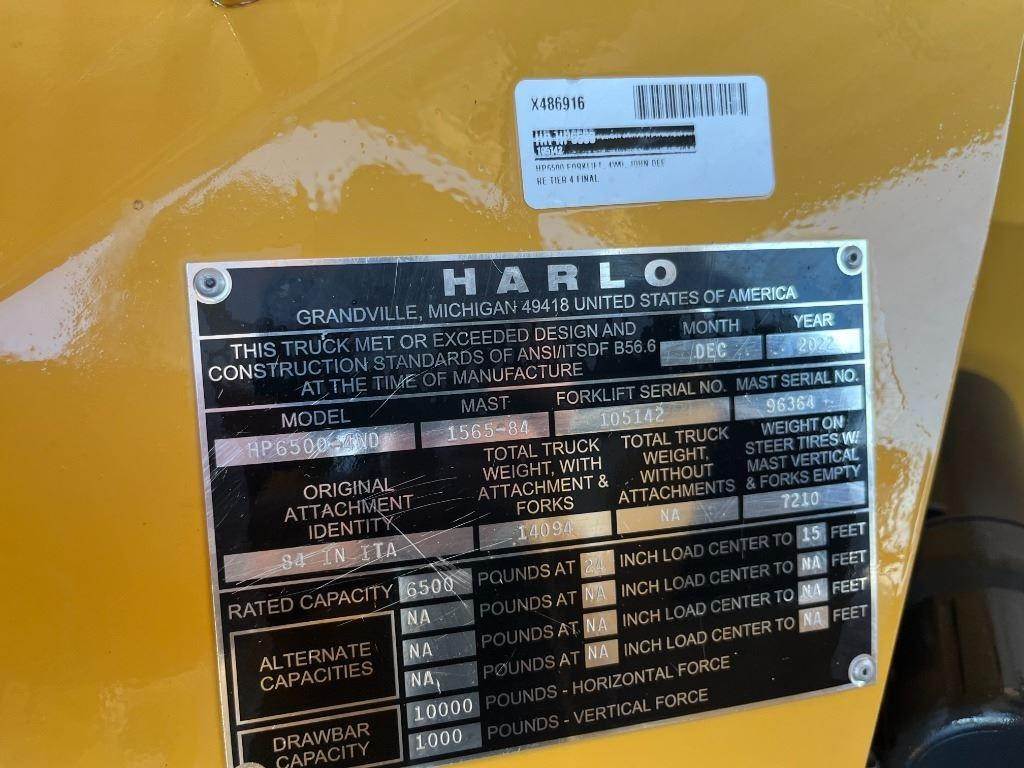 X486916
105142
HP6500 FORKLIFT, 4WD, JOHN DEE
RE TIER 4 FINAL
HARLO
GRANDVILLE, MICHIGAN 49418 UNITED STATES OF AMERICA
THIS TRUCK MET OR EXCEEDED DESIGN AND
CONSTRUCTION STANDARDS OF ANSI/ITSDF B56.6
AT THE TIME OF MANUFACTURE
MONTH YEAR
DEC 2022
MODEL MAST FORKLIFT SERIAL NO. MAST SERIAL NO.
HP6500-4WD 1565-84 105142 96364
ORIGINAL
ATTACHMENT
IDENTITY
84 IN ITA
TOTAL TRUCK
WEIGHT, WITH
ATTACHMENT &
FORKS
14094
TOTAL TRUCK
WEIGHT,
WITHOUT
ATTACHMENTS
NA
WEIGHT ON
STEER TIRES W/
MAST VERTICAL
& FORKS EMPTY
7210
RATED CAPACITY 6500 POUNDS AT 24 INCH LOAD CENTER TO 15 FEET
ALTERNATE
CAPACITIES
NA POUNDS AT NA INCH LOAD CENTER TO NA FEET
NA POUNDS AT NA INCH LOAD CENTER TO NA FEET
NA POUNDS AT NA INCH LOAD CENTER TO NA FEET
DRAWBAR
CAPACITY
10000 POUNDS - HORIZONTAL FORCE
1000 POUNDS - VERTICAL FORCE